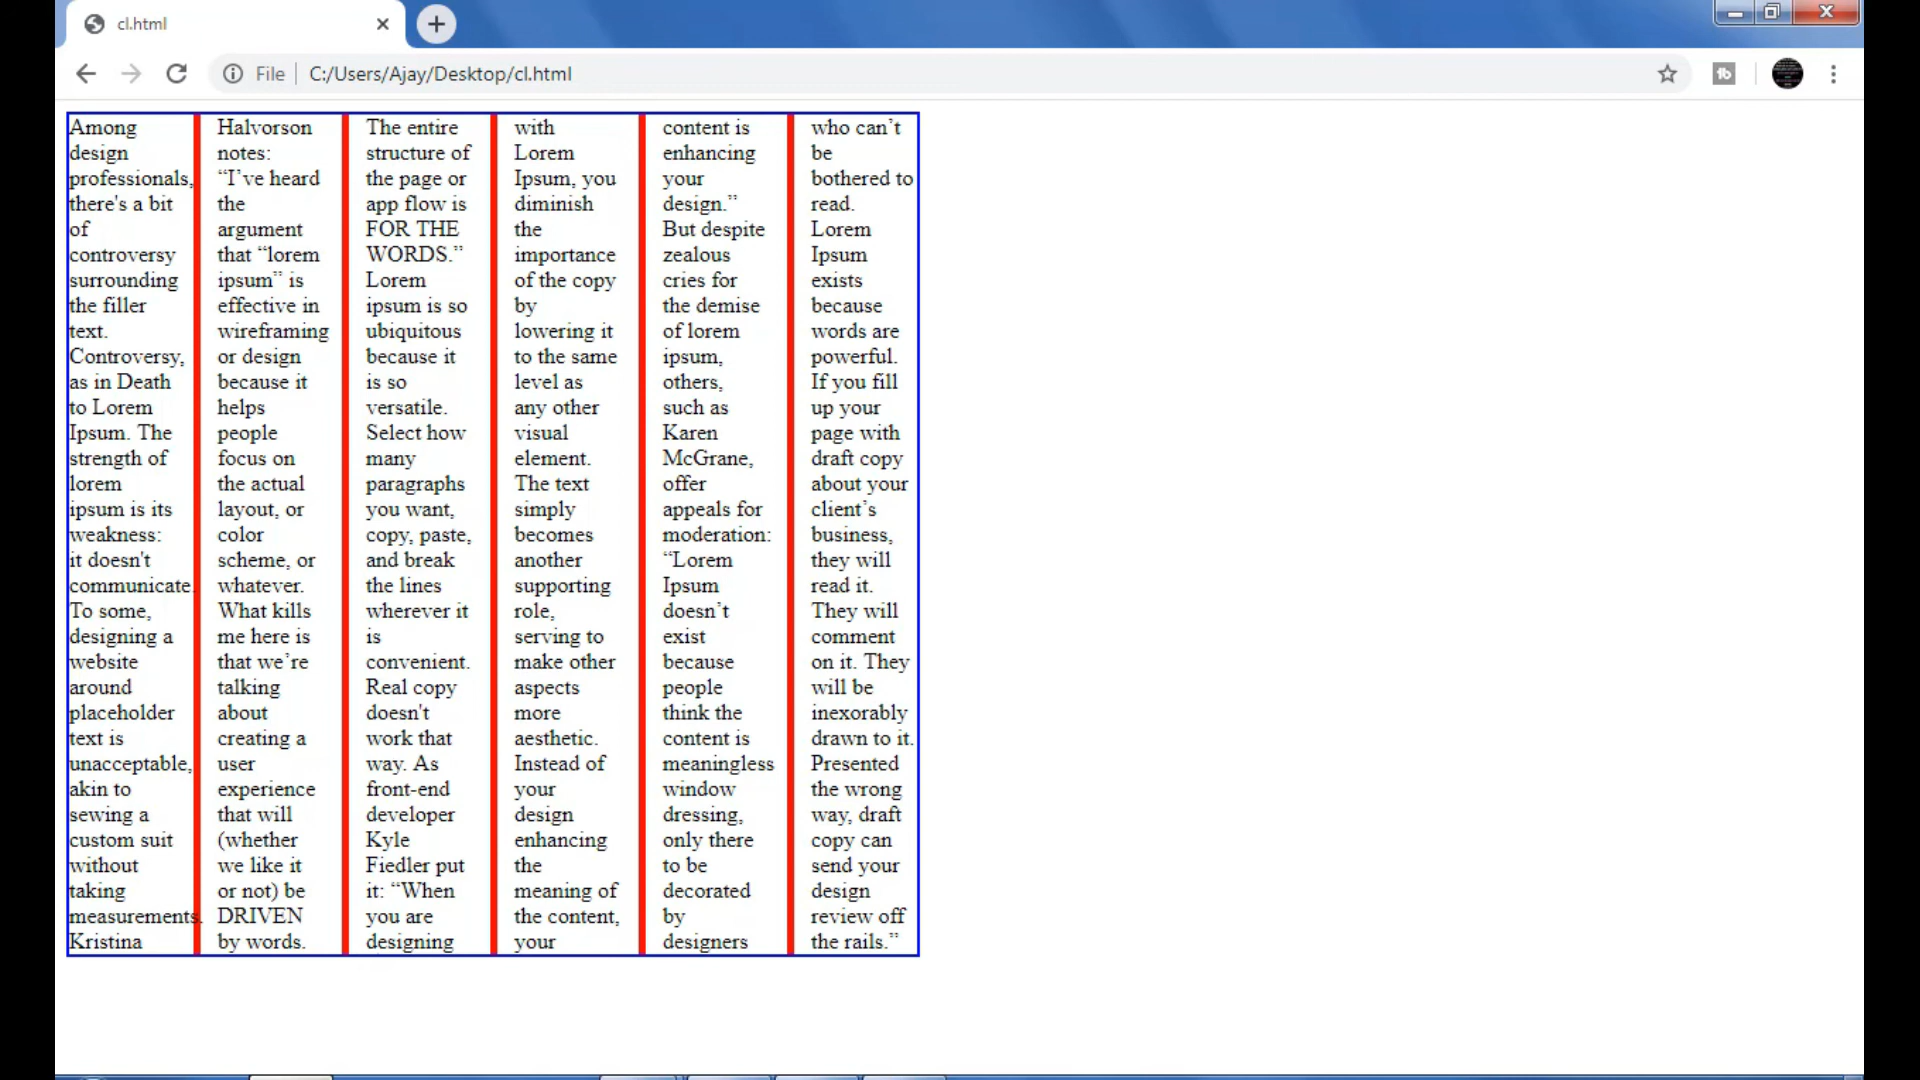 cl.html
File
C:/Users/Ajay/Desktop/cl.html
Among
design
professionals,
there's a bit
of
controversy
surrounding
the filler
text.
Controversy,
as in Death
to Lorem
Ipsum. The
strength of
lorem
ipsum is its
weakness:
it doesn't
communicate.
To some,
designing a
website
around
placeholder
text is
unacceptable,
akin to
sewing a
custom suit
without
taking
measurements.
Kristina
Halvorson
notes:
“I’ve heard
the
argument
that “lorem
ipsum” is
effective in
wireframing
or design
because it
helps
people
focus on
the actual
layout, or
color
scheme, or
whatever.
What kills
me here is
that we’re
talking
about
creating a
user
experience
that will
(whether
we like it
or not) be
DRIVEN
by words.
The entire
structure of
the page or
app flow is
FOR THE
WORDS.”
Lorem
ipsum is so
ubiquitous
because it
is so
versatile.
Select how
many
paragraphs
you want,
copy, paste,
and break
the lines
wherever it
is
convenient.
Real copy
doesn't
work that
way. As
front-end
developer
Kyle
Fiedler put
it: “When
you are
designing
with
Lorem
Ipsum, you
diminish
the
importance
of the copy
by
lowering it
to the same
level as
any other
visual
element.
The text
simply
becomes
another
supporting
role,
serving to
make other
aspects
more
aesthetic.
Instead of
your
design
enhancing
the
meaning of
the content,
your
content is
enhancing
your
design.”
But despite
zealous
cries for
the demise
of lorem
ipsum,
others,
such as
Karen
McGrane,
offer
appeals for
moderation:
“Lorem
Ipsum
doesn’t
exist
because
people
think the
content is
meaningless
window
dressing,
only there
to be
decorated
by
designers
who can’t
be
bothered to
read.
Lorem
Ipsum
exists
because
words are
powerful.
If you fill
up your
page with
draft copy
about your
client’s
business,
they will
read it.
They will
comment
on it. They
will be
inexorably
drawn to it.
Presented
the wrong
way, draft
copy can
send your
design
review off
the rails.”